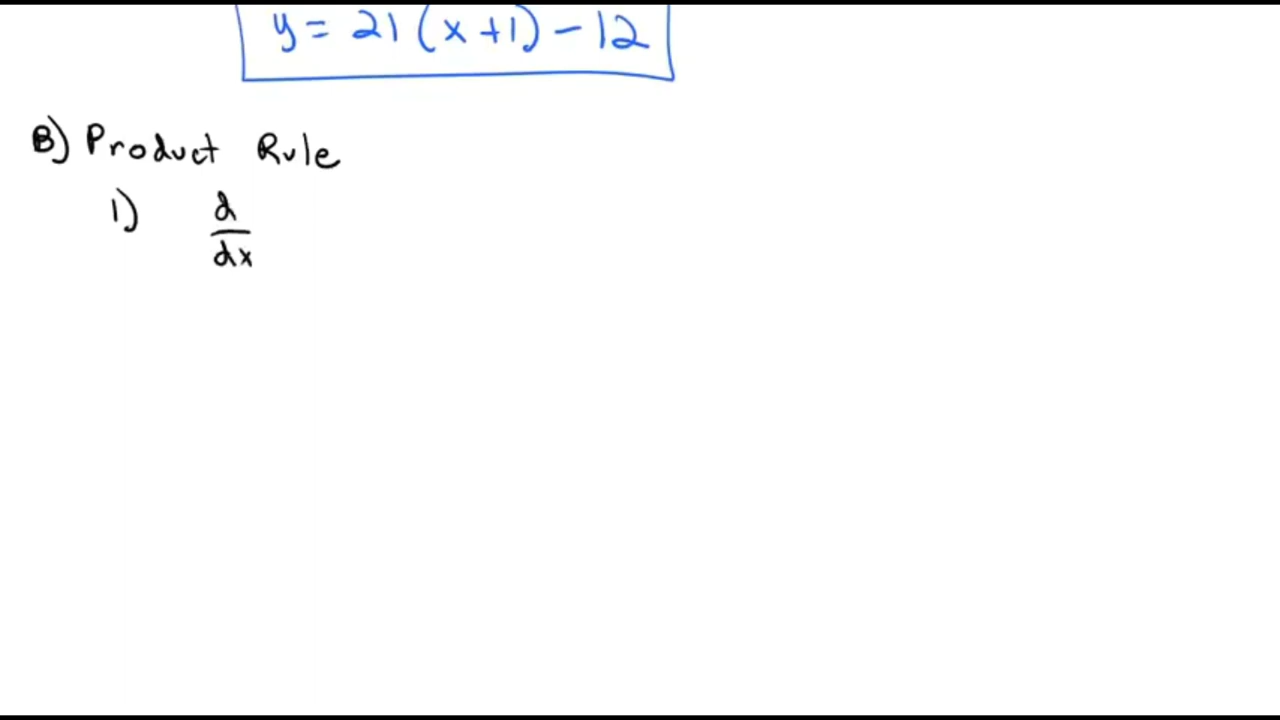 y = 21 (x + 1) - 12
B) Product Rule
1) d/dx